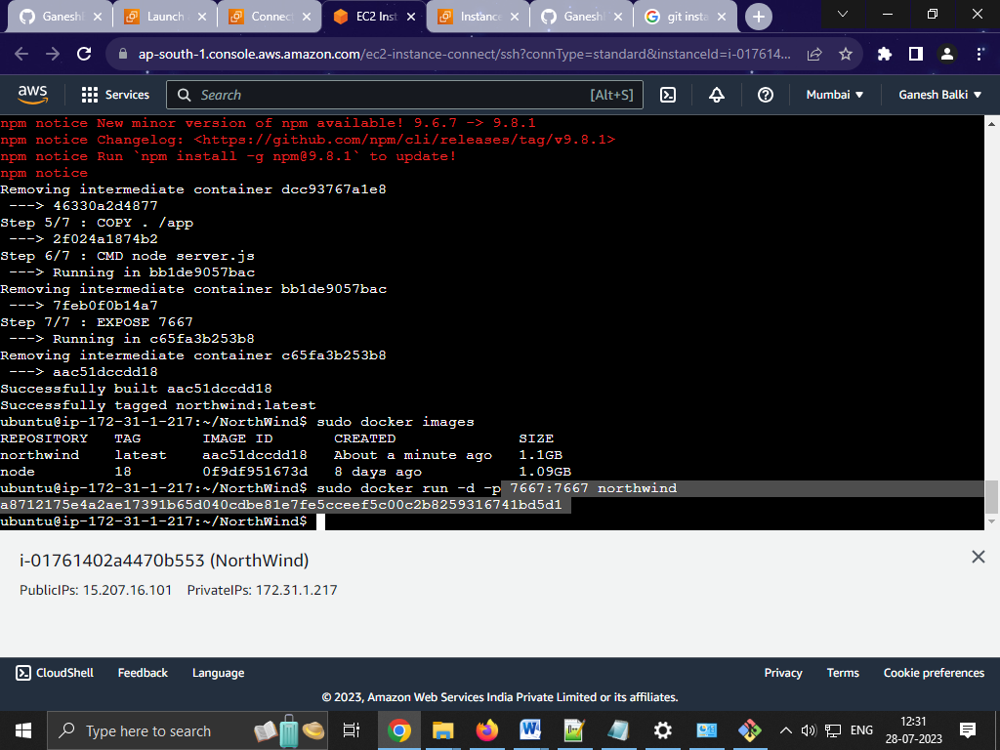 Ganesh
Launch
Connec
EC2 Inst
Instance
Ganesh
git insta
ap-south-1.console.aws.amazon.com/ec2-instance-connect/ssh?connType=standard&instanceId=i-017614...
aws
Services
Search
[Alt+S]
Mumbai
Ganesh Balki
npm notice New minor version of npm available! 9.6.7 -> 9.8.1
npm notice Changelog: <https://github.com/npm/cli/releases/tag/v9.8.1>
npm notice Run `npm install -g npm@9.8.1` to update!
npm notice
Removing intermediate container dcc93767a1e8
---> 46330a2d4877
Step 5/7 : COPY . /app
---> 2f024a1874b2
Step 6/7 : CMD node server.js
---> Running in bb1de9057bac
Removing intermediate container bb1de9057bac
---> 7feb0f0b14a7
Step 7/7 : EXPOSE 7667
---> Running in c65fa3b253b8
Removing intermediate container c65fa3b253b8
---> aac51dccdd18
Successfully built aac51dccdd18
Successfully tagged northwind:latest
ubuntu@ip-172-31-1-217:~/NorthWind$ sudo docker images
REPOSITORY TAG IMAGE ID CREATED SIZE
northwind latest aac51dccdd18 About a minute ago 1.1GB
node 18 0f9df951673d 8 days ago 1.09GB
ubuntu@ip-172-31-1-217:~/NorthWind$ sudo docker run -d -p 7667:7667 northwind
a8712175e4a2ae17391b65d040cdbe81e7fe5cceef5c00c2b8259316741bd5d1
ubuntu@ip-172-31-1-217:~/NorthWind$
i-01761402a4470b553 (NorthWind)
PublicIPs: 15.207.16.101 PrivateIPs: 172.31.1.217
CloudShell Feedback Language Privacy Terms Cookie preferences
© 2023, Amazon Web Services India Private Limited or its affiliates.
Type here to search
ENG
12:31
28-07-2023